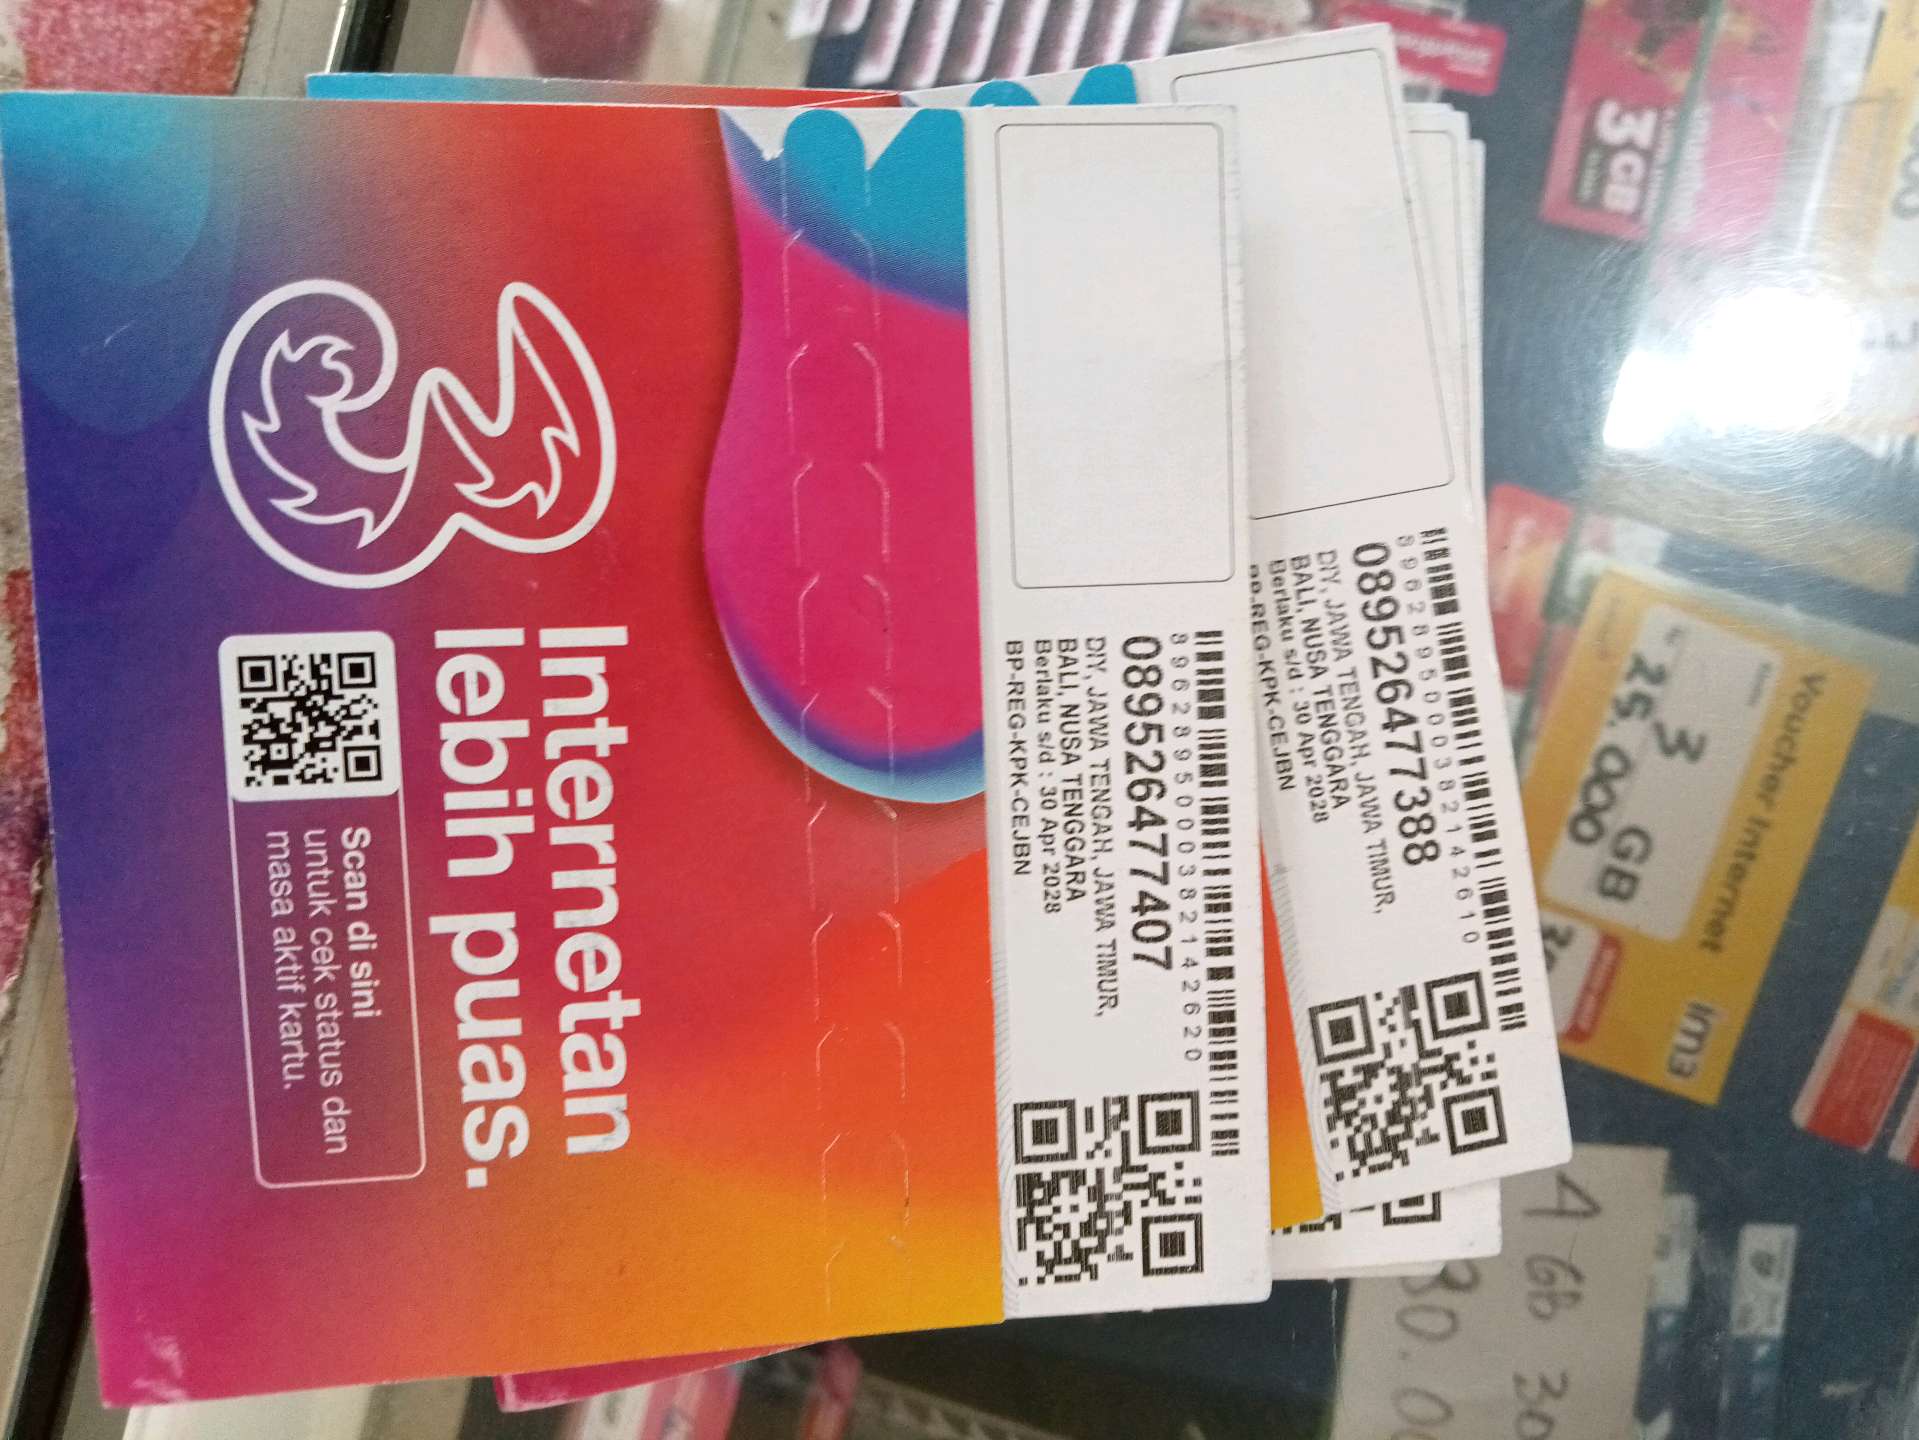 Internetan
lebih puas.
Scan di sini
untuk cek status dan
masa aktif kartu.
8962895000382142620
0895264777407
DIY, JAWA TENGAH, JAWA TIMUR,
BALI, NUSA TENGGARA
Berlaku s/d : 30 Apr 2028
BP-REG-KPK-CEJBN
8962895000382142610
0895264777388
DIY, JAWA TENGAH, JAWA TIMUR,
BALI, NUSA TENGGARA
Berlaku s/d : 30 Apr 2028
BP-REG-KPK-CEJBN
3GB
Voucher Internet
3 GB
25.000
im3